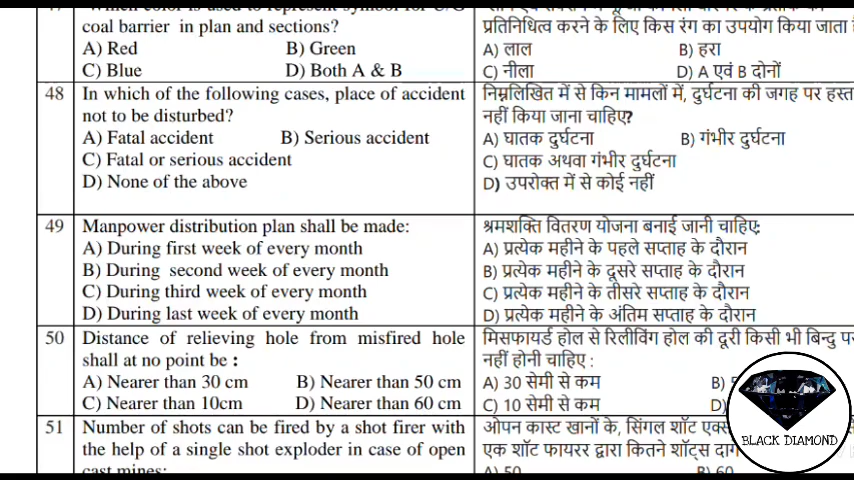 coal barrier in plan and sections?
A) Red B) Green
C) Blue D) Both A & B
प्रतिनिधित्व करने के लिए किस रंग का उपयोग किया जाता
A) लाल B) हरा
C) नीला D) A एवं B दोनों
48 In which of the following cases, place of accident
not to be disturbed?
A) Fatal accident B) Serious accident
C) Fatal or serious accident
D) None of the above
निम्नलिखित में से किन मामलों में, दुर्घटना की जगह पर हस्त
नहीं किया जाना चाहिए?
A) घातक दुर्घटना B) गंभीर दुर्घटना
C) घातक अथवा गंभीर दुर्घटना
D) उपरोक्त में से कोई नहीं
49 Manpower distribution plan shall be made:
A) During first week of every month
B) During second week of every month
C) During third week of every month
D) During last week of every month
श्रमशक्ति वितरण योजना बनाई जानी चाहिए:
A) प्रत्येक महीने के पहले सप्ताह के दौरान
B) प्रत्येक महीने के दूसरे सप्ताह के दौरान
C) प्रत्येक महीने के तीसरे सप्ताह के दौरान
D) प्रत्येक महीने के अंतिम सप्ताह के दौरान
50 Distance of relieving hole from misfired hole
shall at no point be :
A) Nearer than 30 cm B) Nearer than 50 cm
C) Nearer than 10cm D) Nearer than 60 cm
मिसफायर्ड होल से रिलीविंग होल की दूरी किसी भी बिन्दु पर
नहीं होनी चाहिए :
A) 30 सेमी से कम B)
C) 10 सेमी से कम D)
51 Number of shots can be fired by a shot firer with
the help of a single shot exploder in case of open
cast mines:
ओपन कास्ट खानों के, सिंगल शॉट
एक शॉट फायरर द्वारा कितने शॉट्स
A) 50 B) 60
BLACK DIAMOND